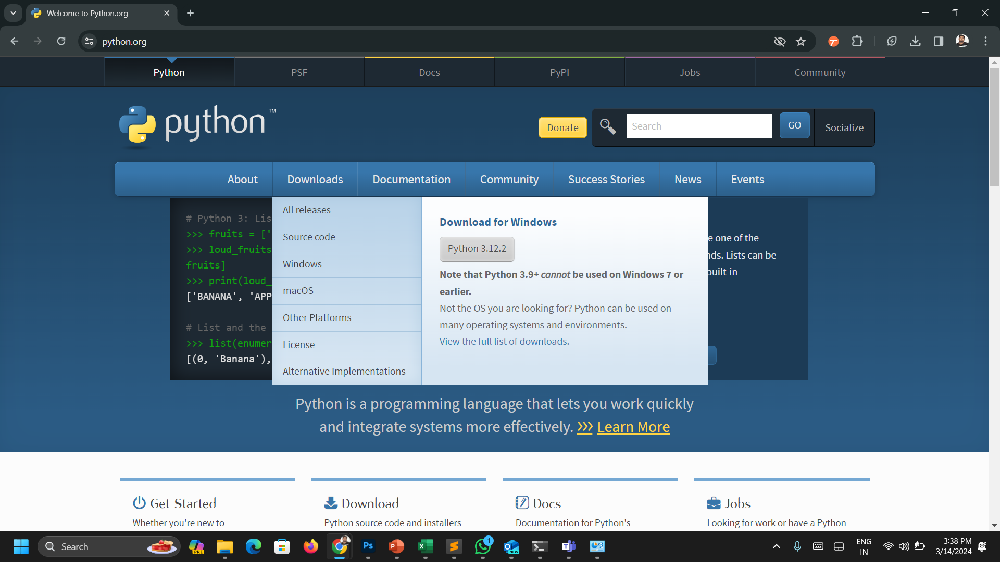 Welcome to Python.org
python.org
Python
PSF
Docs
PyPI
Jobs
Community
python™
Donate
Search
GO
Socialize
About
Downloads
Documentation
Community
Success Stories
News
Events
# Python 3: Lis
>>> fruits = ['
>>> loud_fruits
fruits]
>>> print(loud_
['BANANA', 'APP
# List and the
>>> list(enumer
[(0, 'Banana'),
All releases
Source code
Windows
macOS
Other Platforms
License
Alternative Implementations
Download for Windows
Python 3.12.2
Note that Python 3.9+ cannot be used on Windows 7 or
earlier.
Not the OS you are looking for? Python can be used on
many operating systems and environments.
View the full list of downloads.
e one of the
nds. Lists can be
built-in
Python is a programming language that lets you work quickly
and integrate systems more effectively. >>> Learn More
Get Started
Whether you're new to
Download
Python source code and installers
Docs
Documentation for Python's
Jobs
Looking for work or have a Python
Search
PRE
Ps
1
NEW
ENG
IN
3:38 PM
3/14/2024